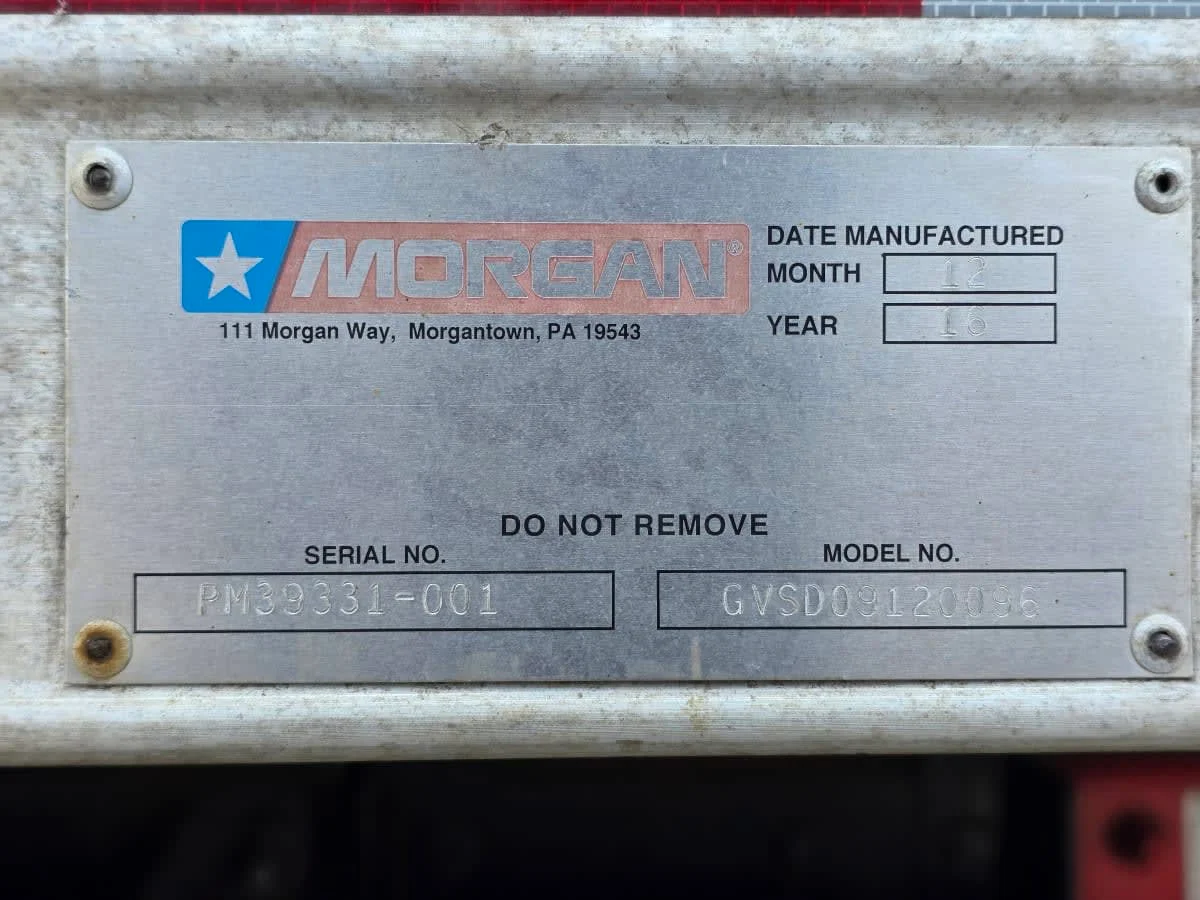 MORGAN®
111 Morgan Way, Morgantown, PA 19543
DATE MANUFACTURED
MONTH 12
YEAR 16
DO NOT REMOVE
SERIAL NO.
PM39331-001
MODEL NO.
GVSD09120096